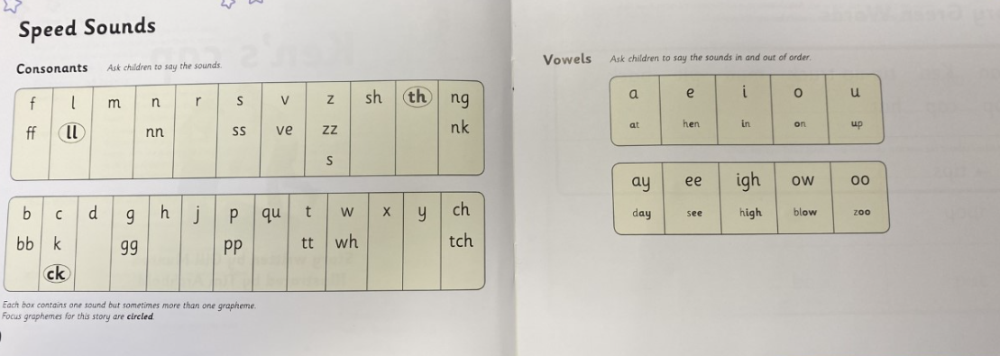 Speed Sounds
Consonants Ask children to say the sounds.
f l m n r s v z sh th ng
ff ll nn ss ve zz nk
s
b c d g h j p qu t w x y ch
bb k gg pp tt wh tch
ck
Each box contains one sound but sometimes more than one grapheme.
Focus graphemes for this story are circled.
Vowels Ask children to say the sounds in and out of order.
a e i o u
at hen in on up
ay ee igh ow oo
day see high blow zoo